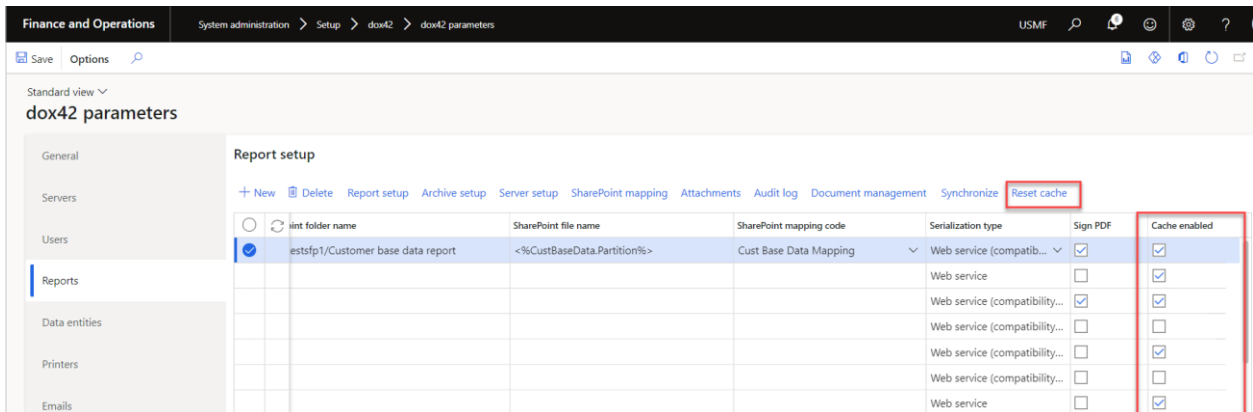 Finance and Operations System administration > Setup > dox42 > dox42 parameters USMF ?
Save Options
Standard view
dox42 parameters
General
Servers
Users
Reports
Data entities
Printers
Emails
Report setup
+ New Delete Report setup Archive setup Server setup SharePoint mapping Attachments Audit log Document management Synchronize Reset cache
int folder name SharePoint file name SharePoint mapping code Serialization type Sign PDF Cache enabled
estsfp1/Customer base data report <%CustBaseData.Partition%> Cust Base Data Mapping Web service (compatib...
Web service
Web service (compatibility...
Web service (compatibility...
Web service (compatibility...
Web service (compatibility...
Web service